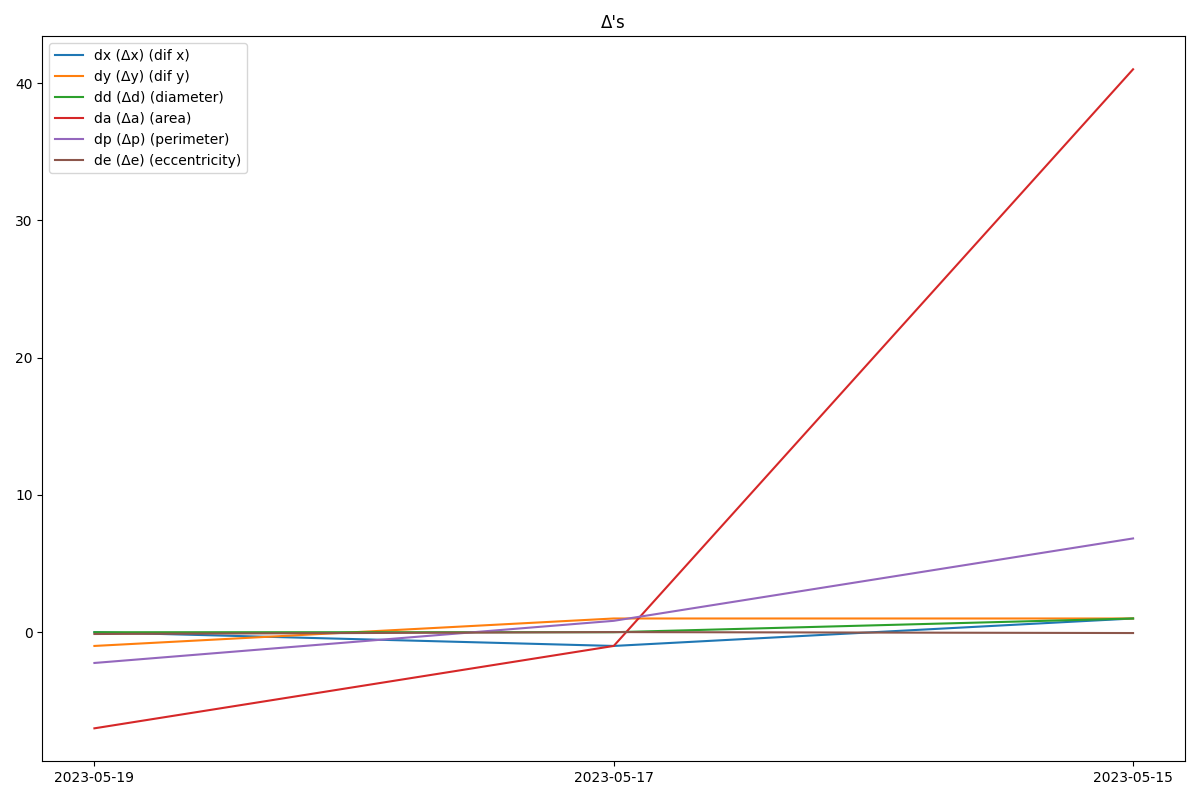 Δ's
dx (Δx) (dif x)
dy (Δy) (dif y)
dd (Δd) (diameter)
da (Δa) (area)
dp (Δp) (perimeter)
de (Δe) (eccentricity)
40
30
20
10
0
2023-05-19 2023-05-17 2023-05-15